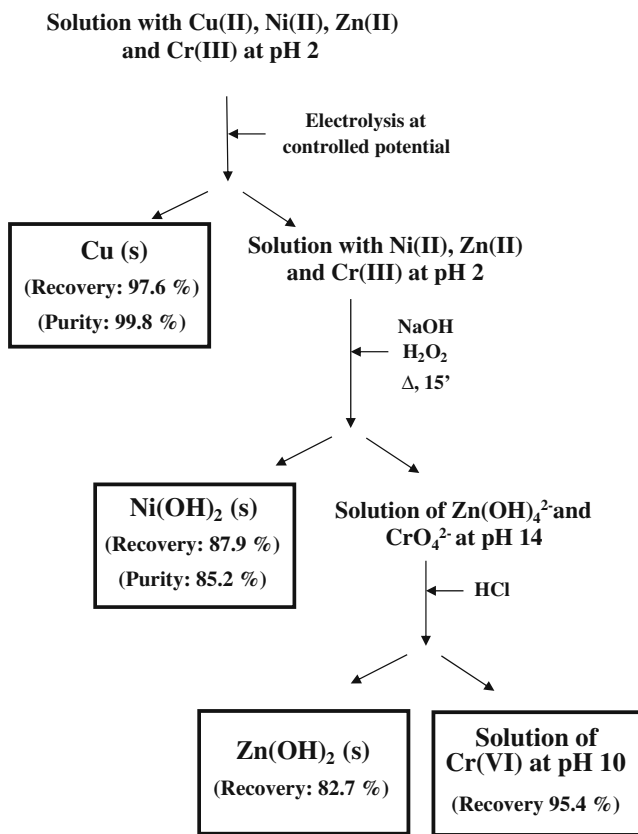 Solution with Cu(II), Ni(II), Zn(II)
and Cr(III) at pH 2
Electrolysis at
controlled potential
Cu (s)
(Recovery: 97.6 %)
(Purity: 99.8 %)
Solution with Ni(II), Zn(II)
and Cr(III) at pH 2
NaOH
H₂O₂
Δ, 15’
Ni(OH)₂ (s)
(Recovery: 87.9 %)
(Purity: 85.2 %)
Solution of Zn(OH)₄²⁻ and
CrO₄²⁻ at pH 14
HCl
Zn(OH)₂ (s)
(Recovery: 82.7 %)
Solution of
Cr(VI) at pH 10
(Recovery 95.4 %)